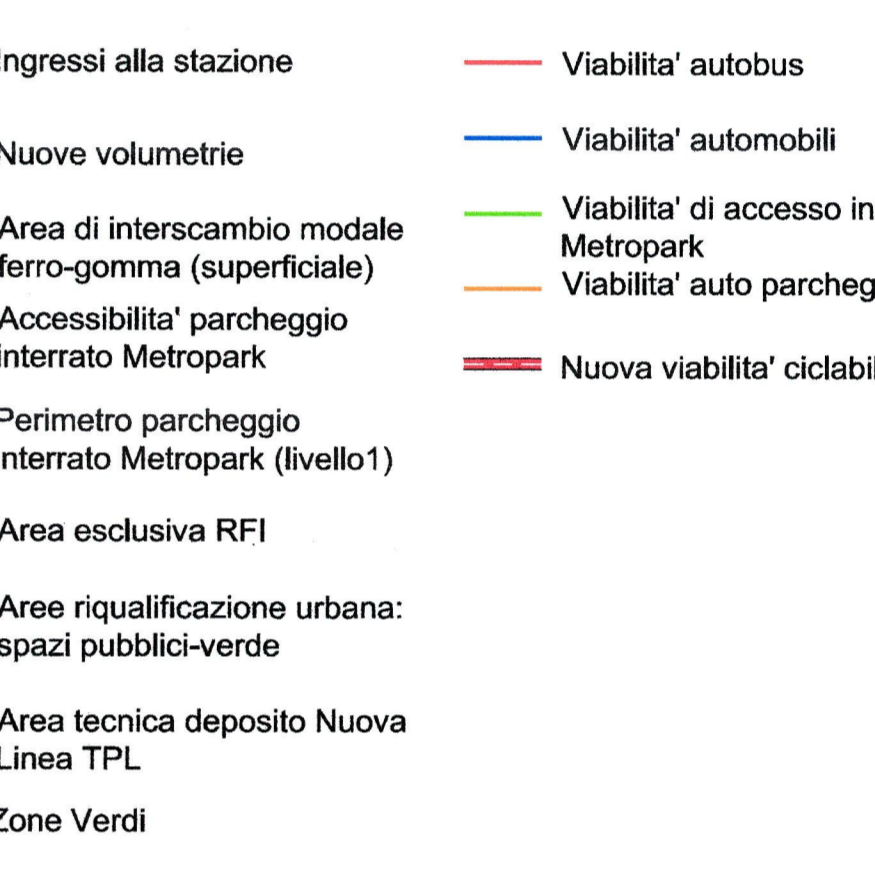 Ingressi alla stazione
Nuove volumetrie
Area di interscambio modale
ferro-gomma (superficiale)
Accessibilita' parcheggio
interrato Metropark
Perimetro parcheggio
interrato Metropark (livello1)
Area esclusiva RFI
Aree riqualificazione urbana:
spazi pubblici-verde
Area tecnica deposito Nuova
Linea TPL
Zone Verdi
Viabilita' autobus
Viabilita' automobili
Viabilita' di accesso in
Metropark
Viabilita' auto
Nuova viabilita'